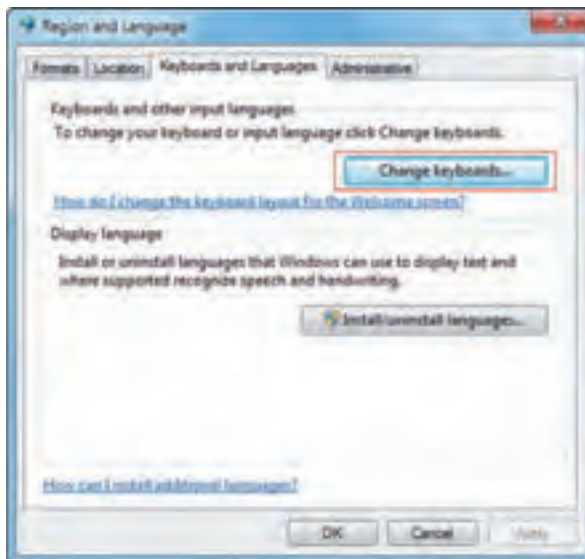 Region and Language
Formats Location Keyboards and Languages Administrative
Keyboards and other input languages
To change your keyboard or input language click Change keyboards.
Change keyboards...
How do I change the keyboard layout for the Welcome screen?
Display language
Install or uninstall languages that Windows can use to display text and
where supported recognize speech and handwriting.
Install/uninstall languages...
How can I install additional languages?
OK Cancel Apply